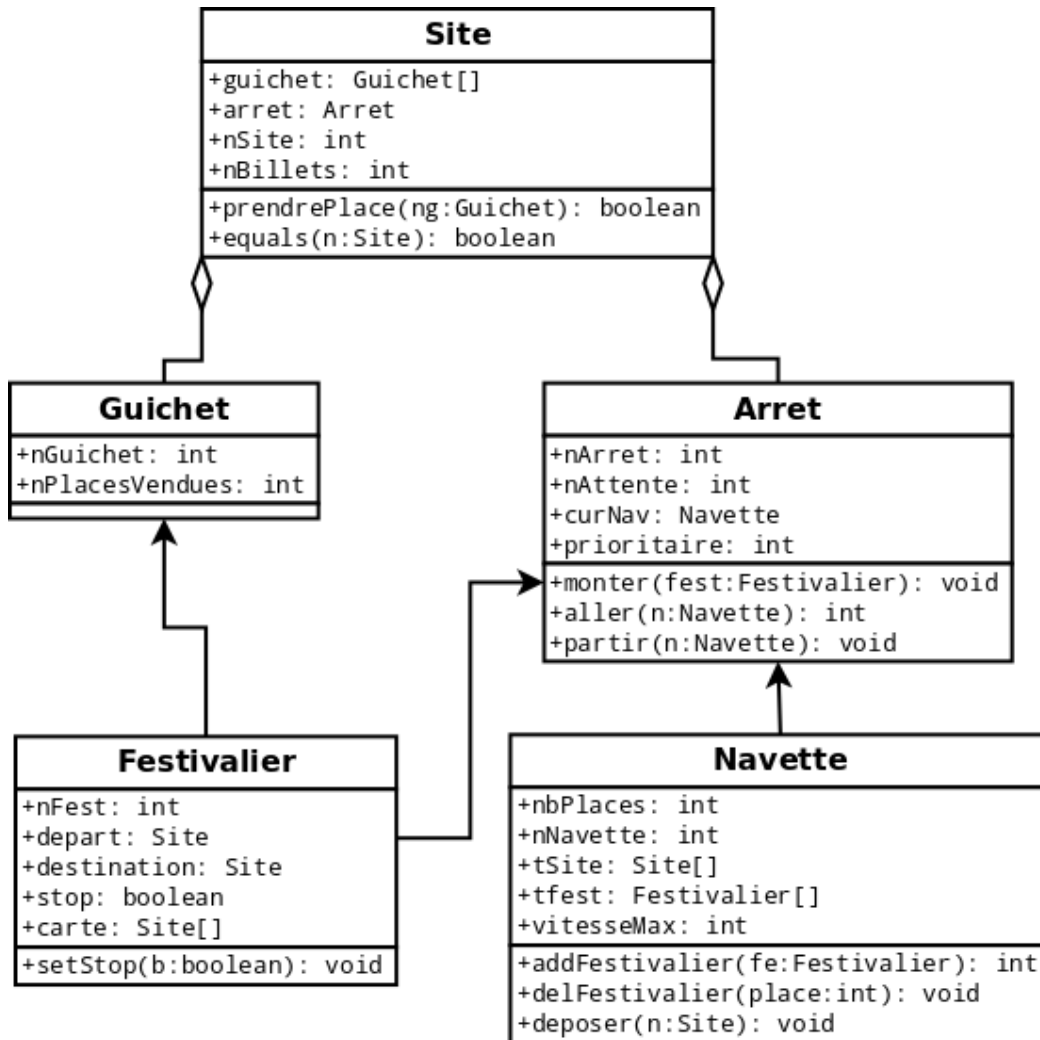 Site
+guichet: Guichet[]
+arret: Arret
+nSite: int
+nBillets: int
+prendrePlace(ng:Guichet): boolean
+equals(n:Site): boolean
Guichet
+nGuichet: int
+nPlacesVendues: int
Arret
+nArret: int
+nAttente: int
+curNav: Navette
+prioritaire: int
+monter(fest:Festivalier): void
+aller(n:Navette): int
+partir(n:Navette): void
Festivalier
+nFest: int
+depart: Site
+destination: Site
+stop: boolean
+carte: Site[]
+setStop(b:boolean): void
Navette
+nbPlaces: int
+nNavette: int
+tSite: Site[]
+tfest: Festivalier[]
+vitesseMax: int
+addFestivalier(fe:Festivalier): int
+delFestivalier(place:int): void
+deposer(n:Site): void